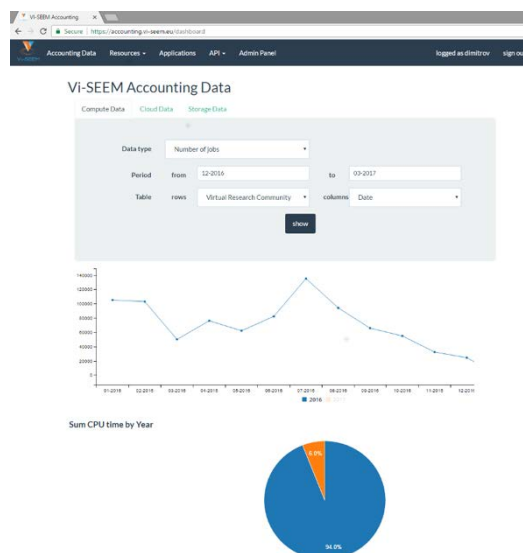 Vi-SEEM Accounting
Secure https://accounting.vi-seem.eu/dashboard
Vi-SEEM
Accounting Data Resources API Applications Admin Panel logged as dimitrov sign ou
Vi-SEEM Accounting Data
Compute Data Cloud Data Storage Data
Data type Number of jobs
Period from 12-2016 to 03-2017
Table rows Virtual Research Community columns Date
show
140000
120000
100000
80000
60000
40000
20000
0
01-2016 02-2016 03-2016 04-2016 05-2016 06-2016 07-2016 08-2016 09-2016 10-2016 11-2016 12-201
2016 2017
Sum CPU time by Year
6.0%
94.0%